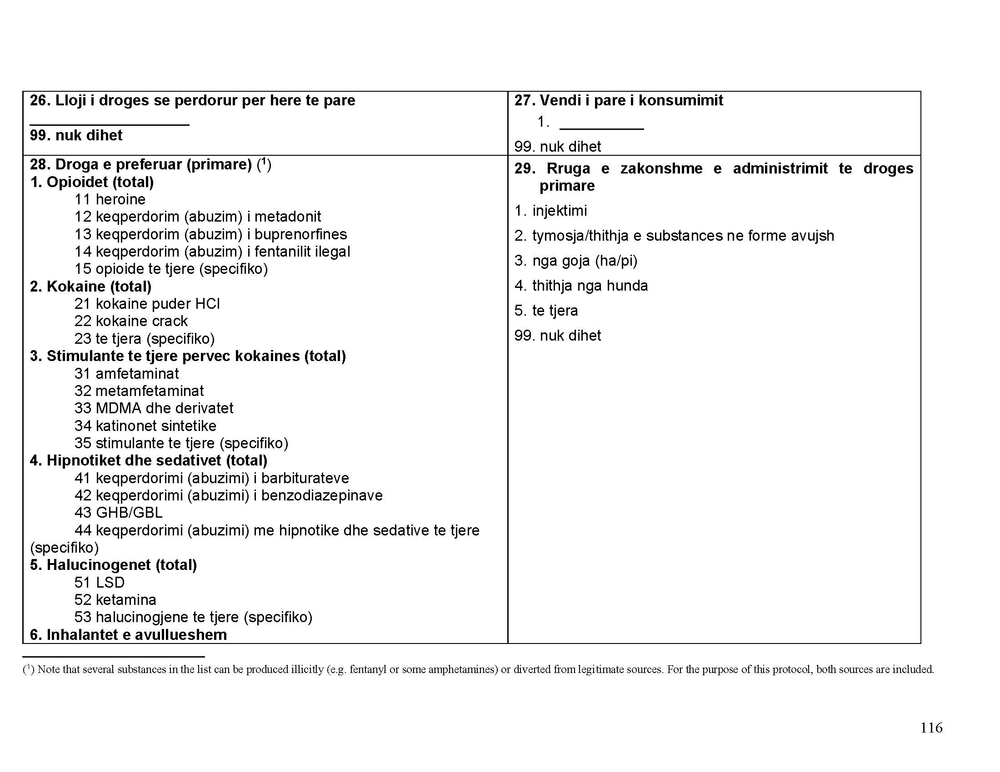 26. Lloji i droges se perdorur per here te pare
_____________________
99. nuk dihet
27. Vendi i pare i konsumimit
1. ___________
99. nuk dihet
28. Droga e preferuar (primare) (¹)
1. Opioidet (total)
11 heroine
12 keqperdorim (abuzim) i metadonit
13 keqperdorim (abuzim) i buprenorfines
14 keqperdorim (abuzim) i fentanilit ilegal
15 opioide te tjere (specifiko)
2. Kokaine (total)
21 kokaine puder HCl
22 kokaine crack
23 te tjera (specifiko)
3. Stimulante te tjere pervec kokaines (total)
31 amfetaminat
32 metamfetaminat
33 MDMA dhe derivatet
34 katinonet sintetike
35 stimulante te tjere (specifiko)
4. Hipnotiket dhe sedativet (total)
41 keqperdorimi (abuzimi) i barbiturateve
42 keqperdorimi (abuzimi) i benzodiazepinave
43 GHB/GBL
44 keqperdorimi (abuzimi) me hipnotike dhe sedative te tjere
(specifiko)
5. Halucinogenet (total)
51 LSD
52 ketamina
53 halucinogjene te tjere (specifiko)
6. Inhalantet e avullueshem
29. Rruga e zakonshme e administrimit te droges
primare
1. injektimi
2. tymosja/thithja e substances ne forme avujsh
3. nga goja (ha/pi)
4. thithja nga hunda
5. te tjera
99. nuk dihet
(¹) Note that several substances in the list can be produced illicitly (e.g. fentanyl or some amphetamines) or diverted from legitimate sources. For the purpose of this protocol, both sources are included.
116